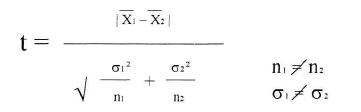 t = | X̅₁ – X̅₂ | / √ σ₁² / n₁ + σ₂² / n₂
n₁ ≠ n₂
σ₁ ≠ σ₂